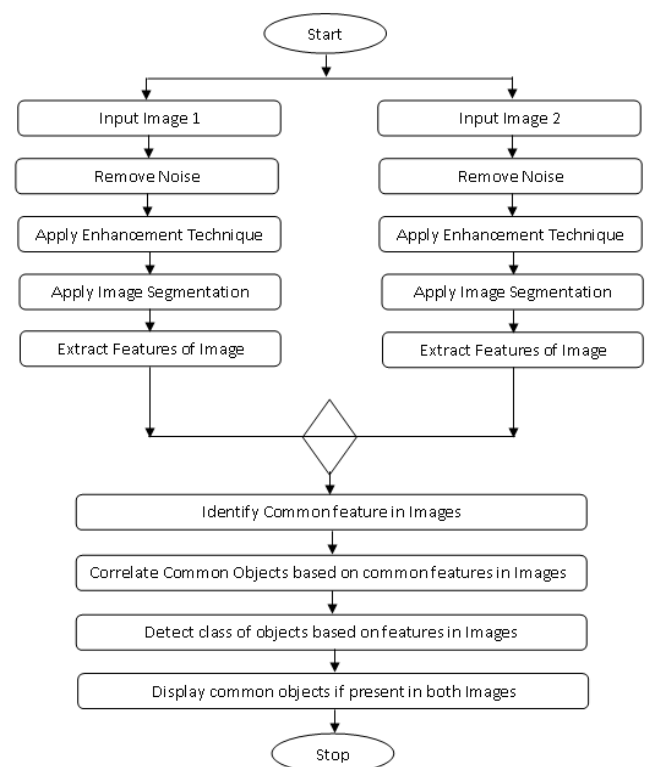 Start
Input Image 1
Input Image 2
Remove Noise
Remove Noise
Apply Enhancement Technique
Apply Enhancement Technique
Apply Image Segmentation
Apply Image Segmentation
Extract Features of Image
Extract Features of Image
Identify Common feature in Images
Correlate Common Objects based on common features in Images
Detect class of objects based on features in Images
Display common objects if present in both Images
Stop